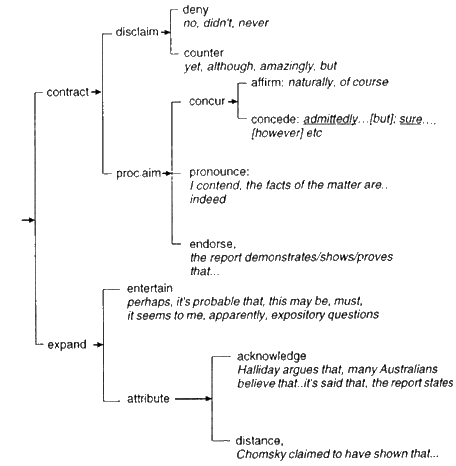 deny
no, didn't, never
disclaim
counter
yet, although, amazingly, but
contract
affirm: naturally, of course
concur
concede: admittedly...[but]; sure....
[however] etc
proc.aim
pronounce:
I contend, the facts of the matter are..
indeed
endorse,
the report demonstrates/shows/proves
that...
entertain
perhaps, it's probable that, this may be, must,
it seems to me, apparently, expository questions
expand
acknowledge
Halliday argues that, many Australians
believe that..it's said that, the report states
attribute
distance,
Chomsky claimed to have shown that...